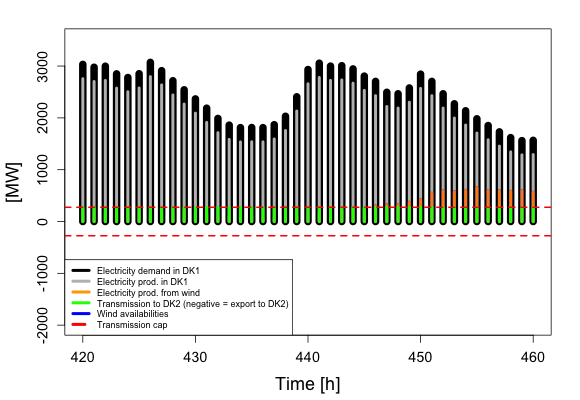 3000
2000
1000
0
-1000
-2000
[MW]
Electricity demand in DK1
Electricity prod. in DK1
Electricity prod. from wind
Transmission to DK2 (negative = export to DK2)
Wind availabilities
Transmission cap
420 430 440 450 460
Time [h]